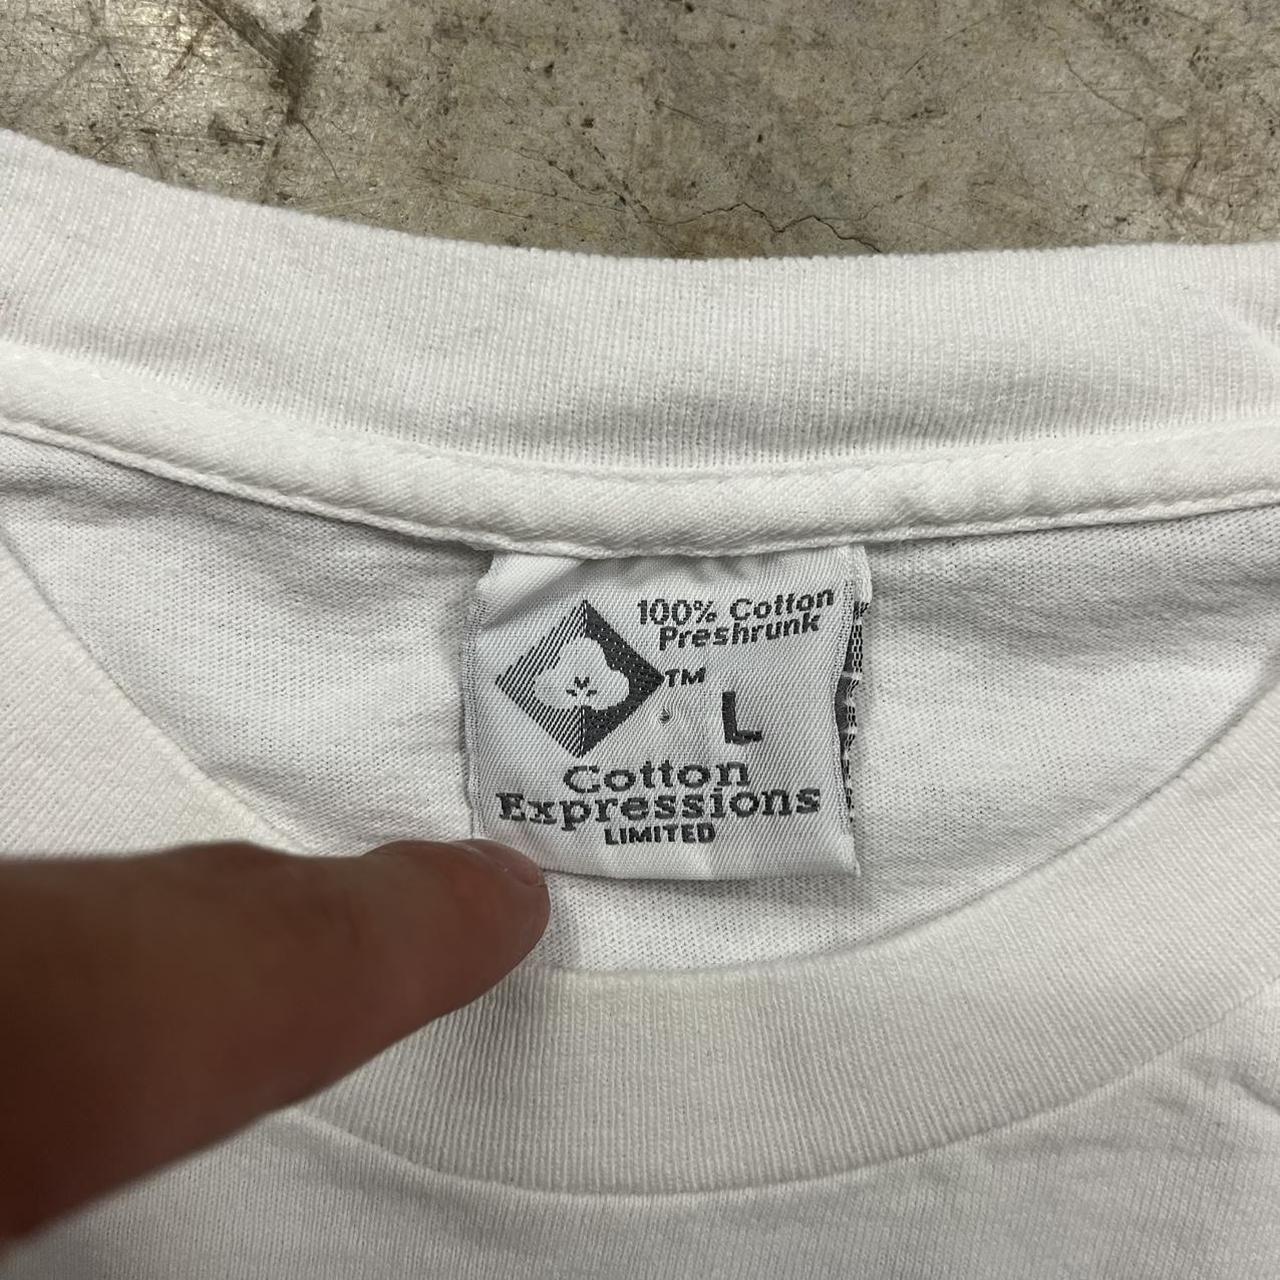 100% Cotton
Preshrunk
TM
L
Cotton
Expressions
LIMITED